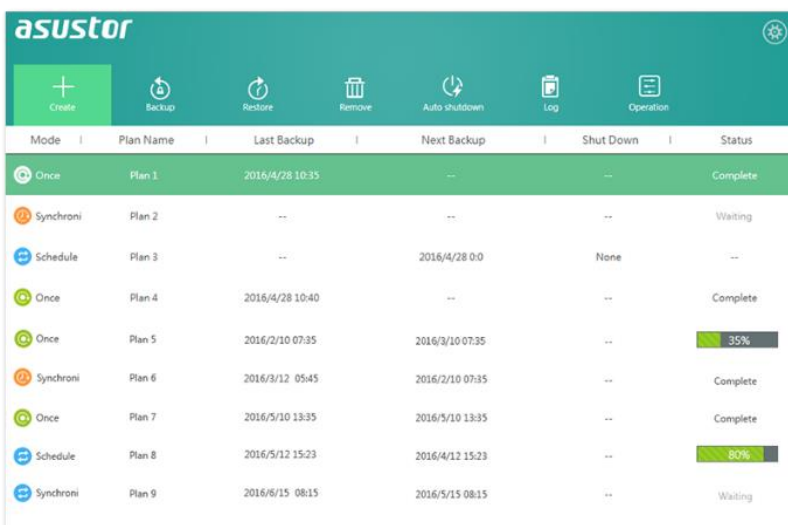 asustor
Create Backup Restore Remove Auto shutdown Log Operation
Mode Plan Name Last Backup Next Backup Shut Down Status
Once Plan 1 2016/4/28 10:35 -- -- Complete
Synchroni Plan 2 -- -- -- Waiting
Schedule Plan 3 -- 2016/4/28 0:0 None --
Once Plan 4 2016/4/28 10:40 -- -- Complete
Once Plan 5 2016/2/10 07:35 2016/3/10 07:35 -- 35%
Synchroni Plan 6 2016/3/12 05:45 2016/2/10 07:35 -- Complete
Once Plan 7 2016/5/10 13:35 2016/5/10 13:35 -- Complete
Schedule Plan 8 2016/5/12 15:23 2016/4/12 15:23 -- 80%
Synchroni Plan 9 2016/6/15 08:15 2016/5/15 08:15 -- Waiting